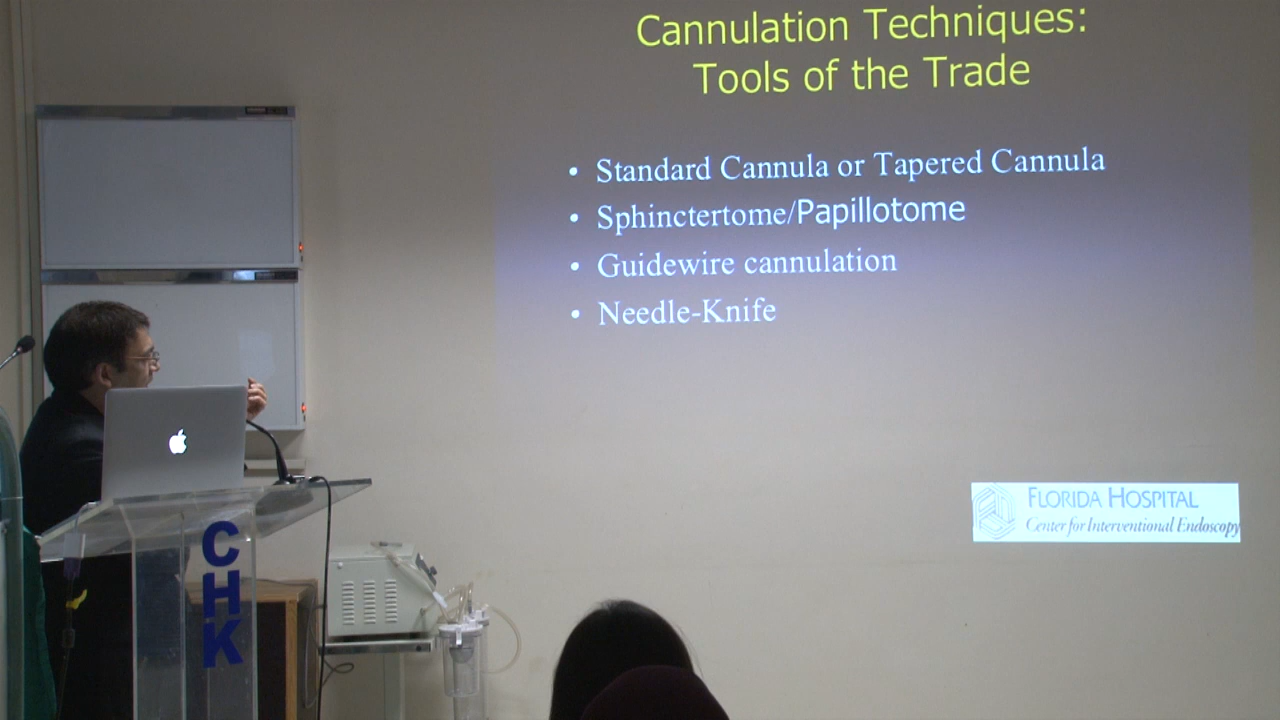 Cannulation Techniques:
Tools of the Trade
• Standard Cannula or Tapered Cannula
• Sphinctertome/Papillotome
• Guidewire cannulation
• Needle-Knife
FLORIDA HOSPITAL
Center for Interventional Endoscopy
CHK